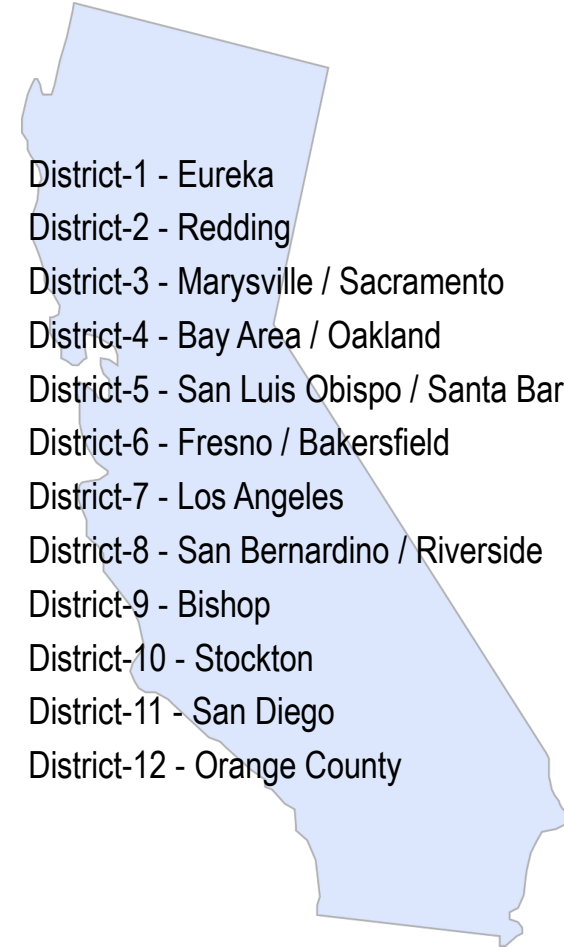 District-1 - Eureka
District-2 - Redding
District-3 - Marysville / Sacramento
District-4 - Bay Area / Oakland
District-5 - San Luis Obispo / Santa Bar
District-6 - Fresno / Bakersfield
District-7 - Los Angeles
District-8 - San Bernardino / Riverside
District-9 - Bishop
District-10 - Stockton
District-11 - San Diego
District-12 - Orange County